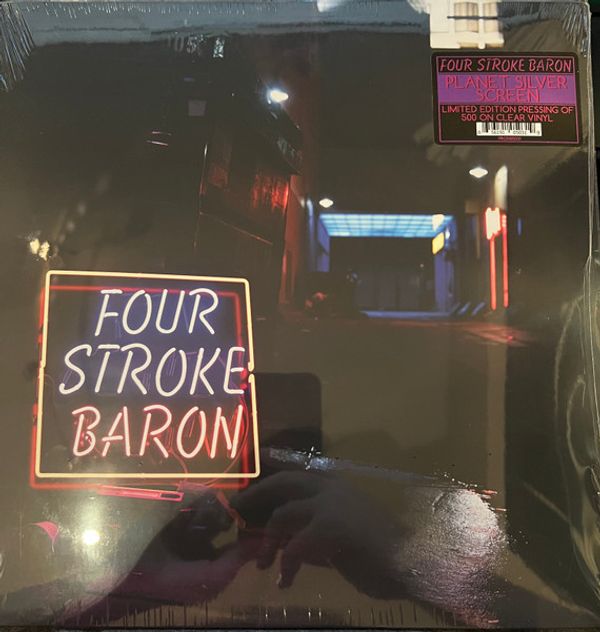 FOUR STROKE BARON
PLANET SILVER
SCREEN
LIMITED EDITION PRESSING OF
500 ON CLEAR VINYL
FOUR
STROKE
BARON